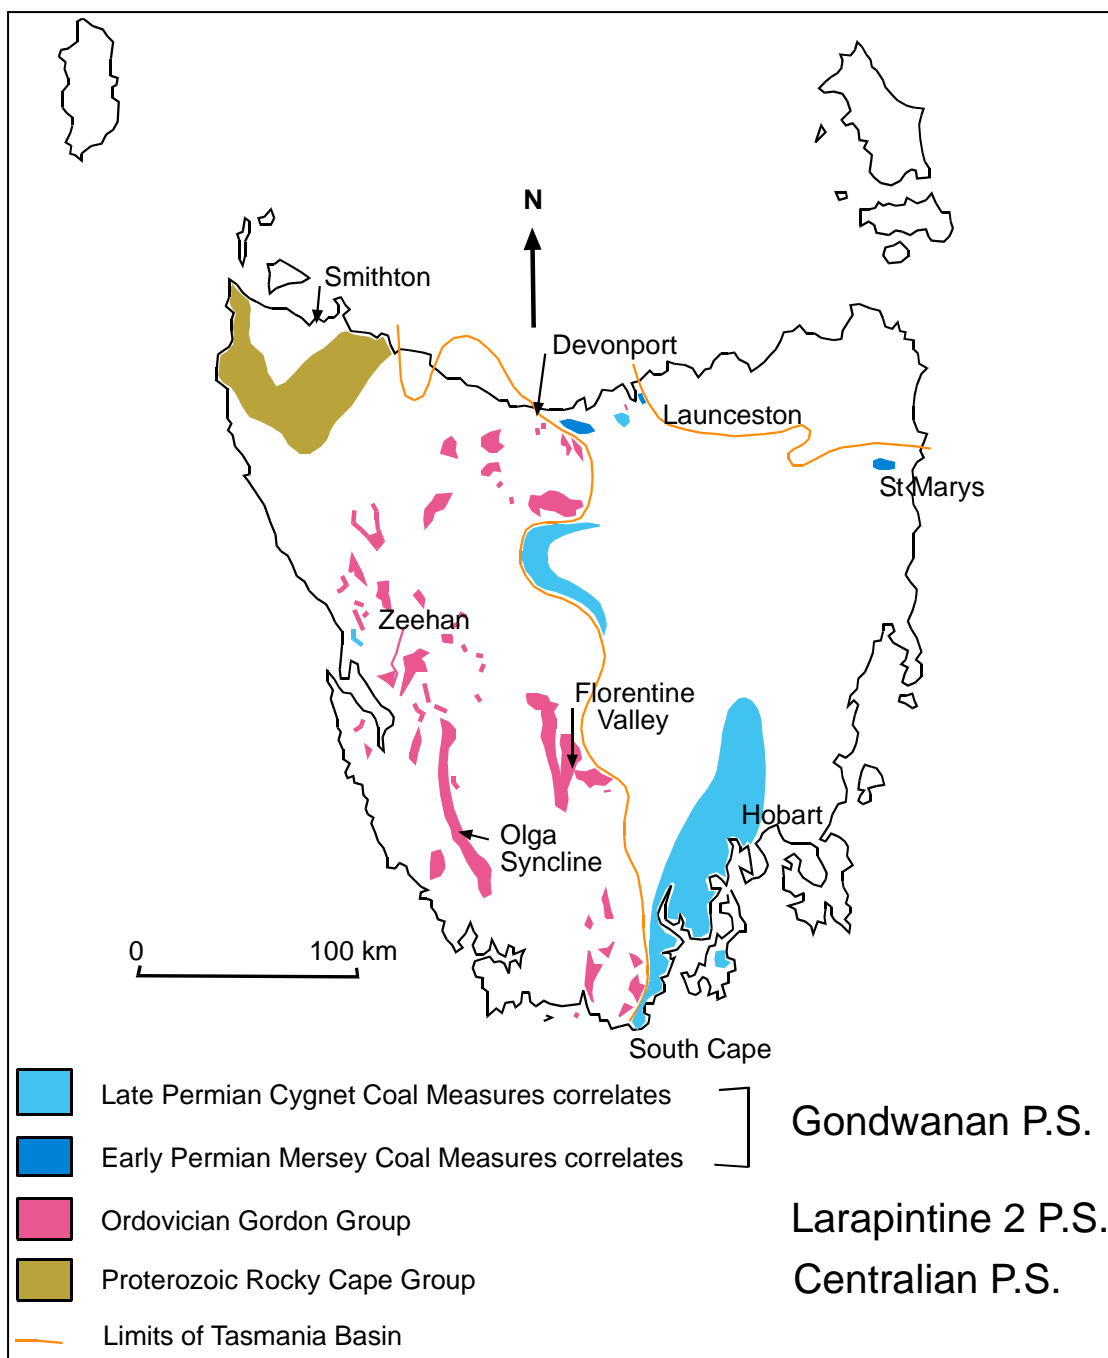 N
Smithton
Devonport
Launceston
St Marys
Zeehan
Florentine
Valley
Hobart
Olga
Syncline
0 100 km
South Cape
Late Permian Cygnet Coal Measures correlates
Gondwanan P.S.
Early Permian Mersey Coal Measures correlates
Ordovician Gordon Group
Larapintine 2 P.S.
Proterozoic Rocky Cape Group
Centralian P.S.
Limits of Tasmania Basin